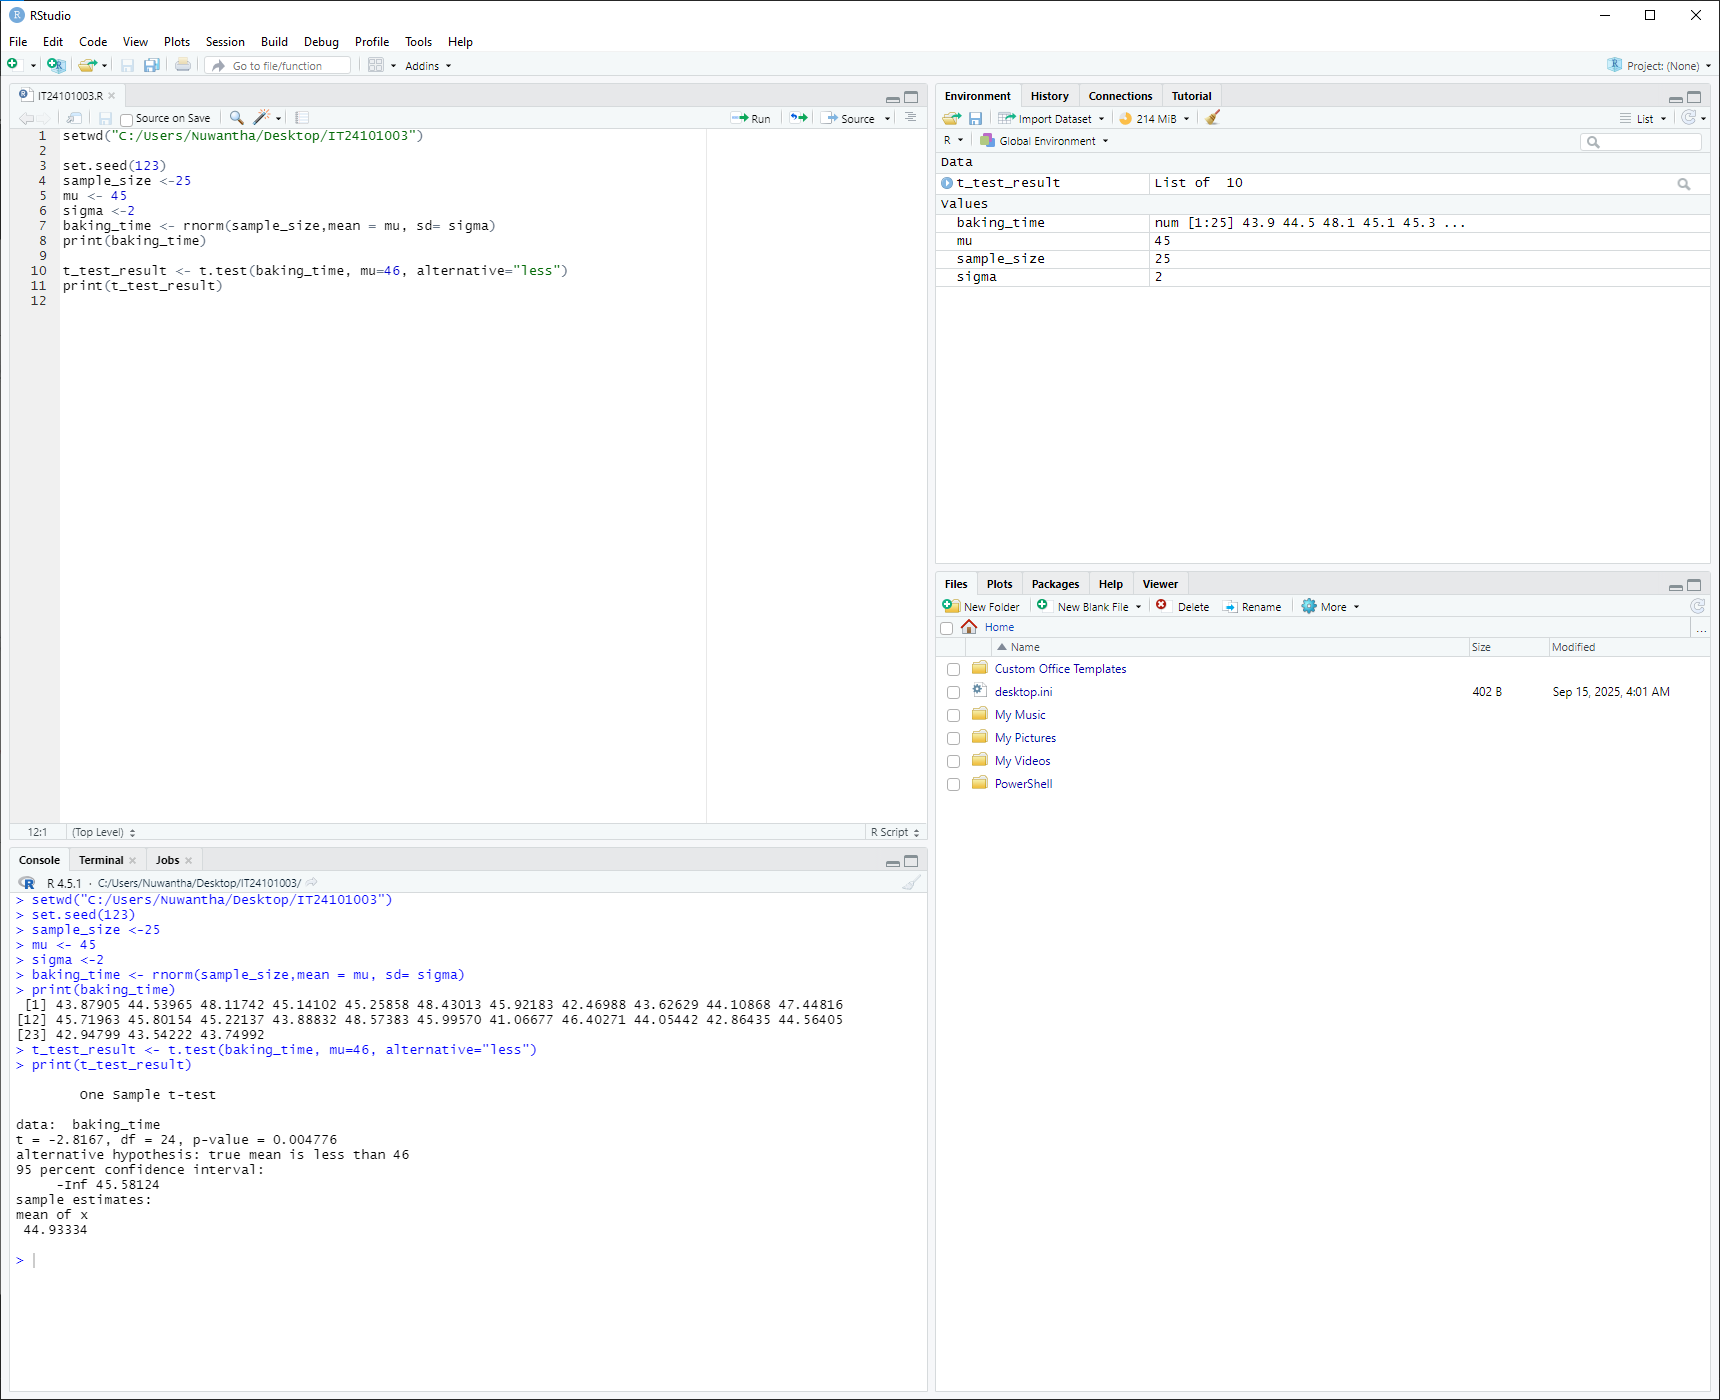 RStudio
File Edit Code View Plots Session Build Debug Profile Tools Help
Go to file/function Addins Project: (None)
IT24101003.R
Source on Save Run Source
1 setwd("C:/Users/Nuwantha/Desktop/IT24101003")
2
3 set.seed(123)
4 sample_size <-25
5 mu <- 45
6 sigma <-2
7 baking_time <- rnorm(sample_size,mean = mu, sd= sigma)
8 print(baking_time)
9
10 t_test_result <- t.test(baking_time, mu=46, alternative="less")
11 print(t_test_result)
12
12:1 (Top Level) R Script
Console Terminal Jobs
R 4.5.1 · C:/Users/Nuwantha/Desktop/IT24101003/
> setwd("C:/Users/Nuwantha/Desktop/IT24101003")
> set.seed(123)
> sample_size <-25
> mu <- 45
> sigma <-2
> baking_time <- rnorm(sample_size,mean = mu, sd= sigma)
> print(baking_time)
[1] 43.87905 44.53965 48.11742 45.14102 45.25858 48.43013 45.92183 42.46988 43.62629 44.10868 47.44816
[12] 45.71963 45.80154 45.22137 43.88832 48.57383 45.99570 41.06677 46.40271 44.05442 42.86435 44.56405
[23] 42.94799 43.54222 43.74992
> t_test_result <- t.test(baking_time, mu=46, alternative="less")
> print(t_test_result)
One Sample t-test
data: baking_time
t = -2.8167, df = 24, p-value = 0.004776
alternative hypothesis: true mean is less than 46
95 percent confidence interval:
-Inf 45.58124
sample estimates:
mean of x
44.93334
>
Environment History Connections Tutorial
Import Dataset 214 MiB List
R Global Environment
Data
t_test_result List of 10
Values
baking_time num [1:25] 43.9 44.5 48.1 45.1 45.3 ...
mu 45
sample_size 25
sigma 2
Files Plots Packages Help Viewer
New Folder New Blank File Delete Rename More
Home ...
Name Size Modified
Custom Office Templates
desktop.ini 402 B Sep 15, 2025, 4:01 AM
My Music
My Pictures
My Videos
PowerShell